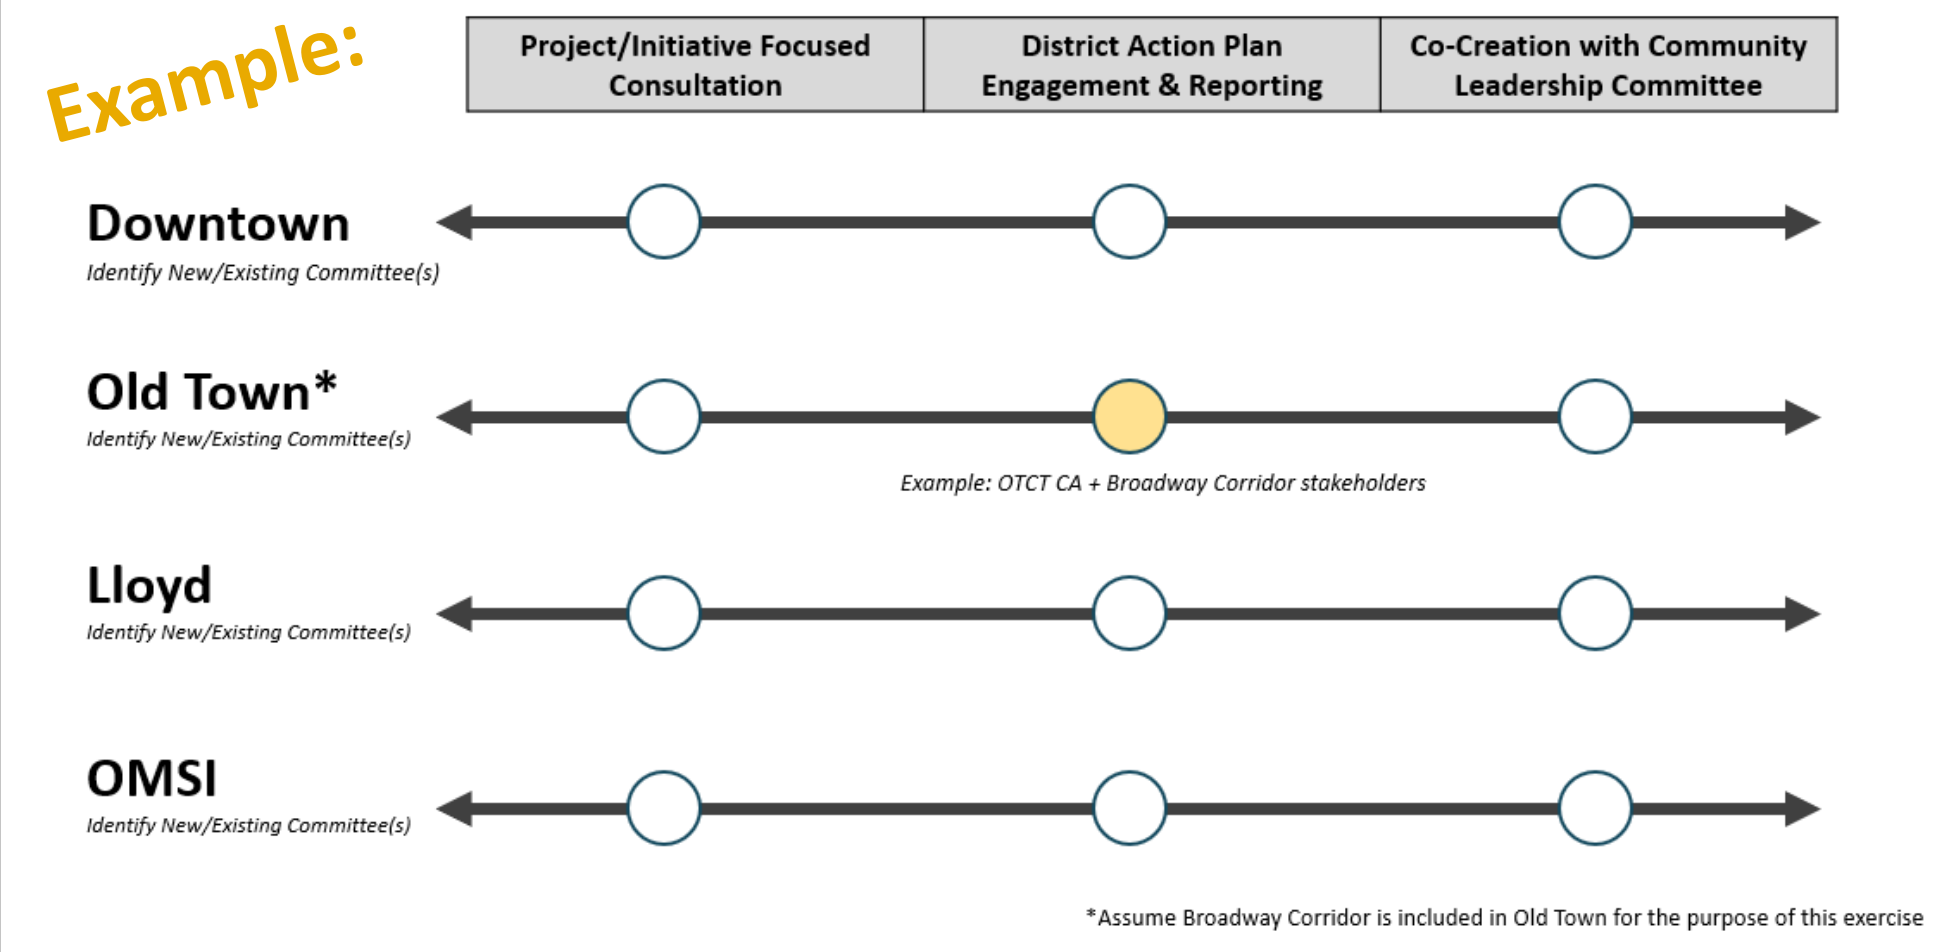 Example:
Project/Initiative Focused
Consultation
District Action Plan
Engagement & Reporting
Co-Creation with Community
Leadership Committee
Downtown
Identify New/Existing Committee(s)
Old Town*
Identify New/Existing Committee(s)
Example: OTCT CA + Broadway Corridor stakeholders
Lloyd
Identify New/Existing Committee(s)
OMSI
Identify New/Existing Committee(s)
*Assume Broadway Corridor is included in Old Town for the purpose of this exercise